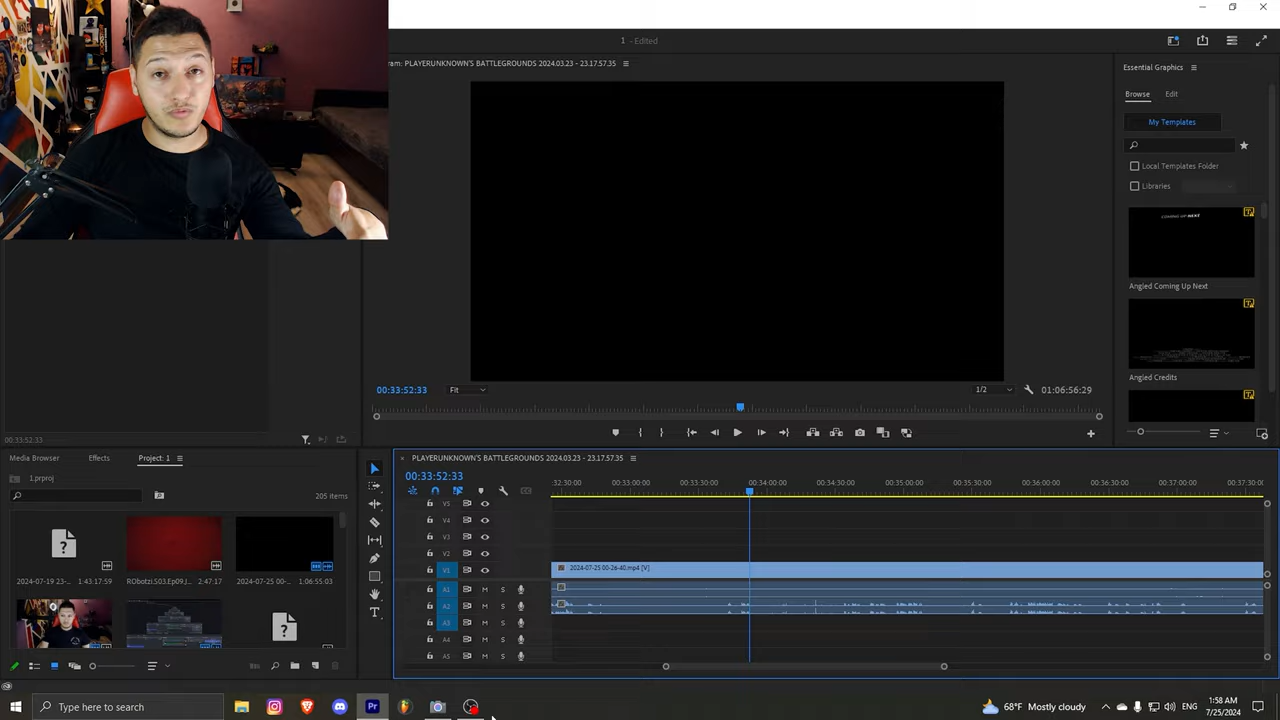 1 - Edited
ram: PLAYERUNKNOWN'S BATTLEGROUNDS 2024.03.23 - 23.17.57.35
Essential Graphics
Browse
Edit
My Templates
Local Templates Folder
Libraries
COMING UP NEXT
Angled Coming Up Next
Angled Credits
00:33:52:33
Fit
1/2
01:06:56:29
00:33:52:33
Media Browser
Effects
Project: 1
1.prproj
205 items
2024-07-19 23-...
1:43:17:59
RObotzi.S03.Ep09.J...
2:47:17
2024-07-25 00-...
1:06:55:03
PLAYERUNKNOWN'S BATTLEGROUNDS 2024.03.23 - 23.17.57.35
00:33:52:33
:32:30:00
00:33:00:00
00:33:30:00
00:34:00:00
00:34:30:00
00:35:00:00
00:35:30:00
00:36:00:00
00:36:30:00
00:37:00:00
00:37:30:00
V5
V4
V3
V2
V1
2024-07-25 00-26-40.mp4 [V]
A1
M
S
A2
M
S
A3
M
S
A4
M
S
A5
M
S
Type here to search
Pr
68°F Mostly cloudy
ENG
1:58 AM
7/25/2024